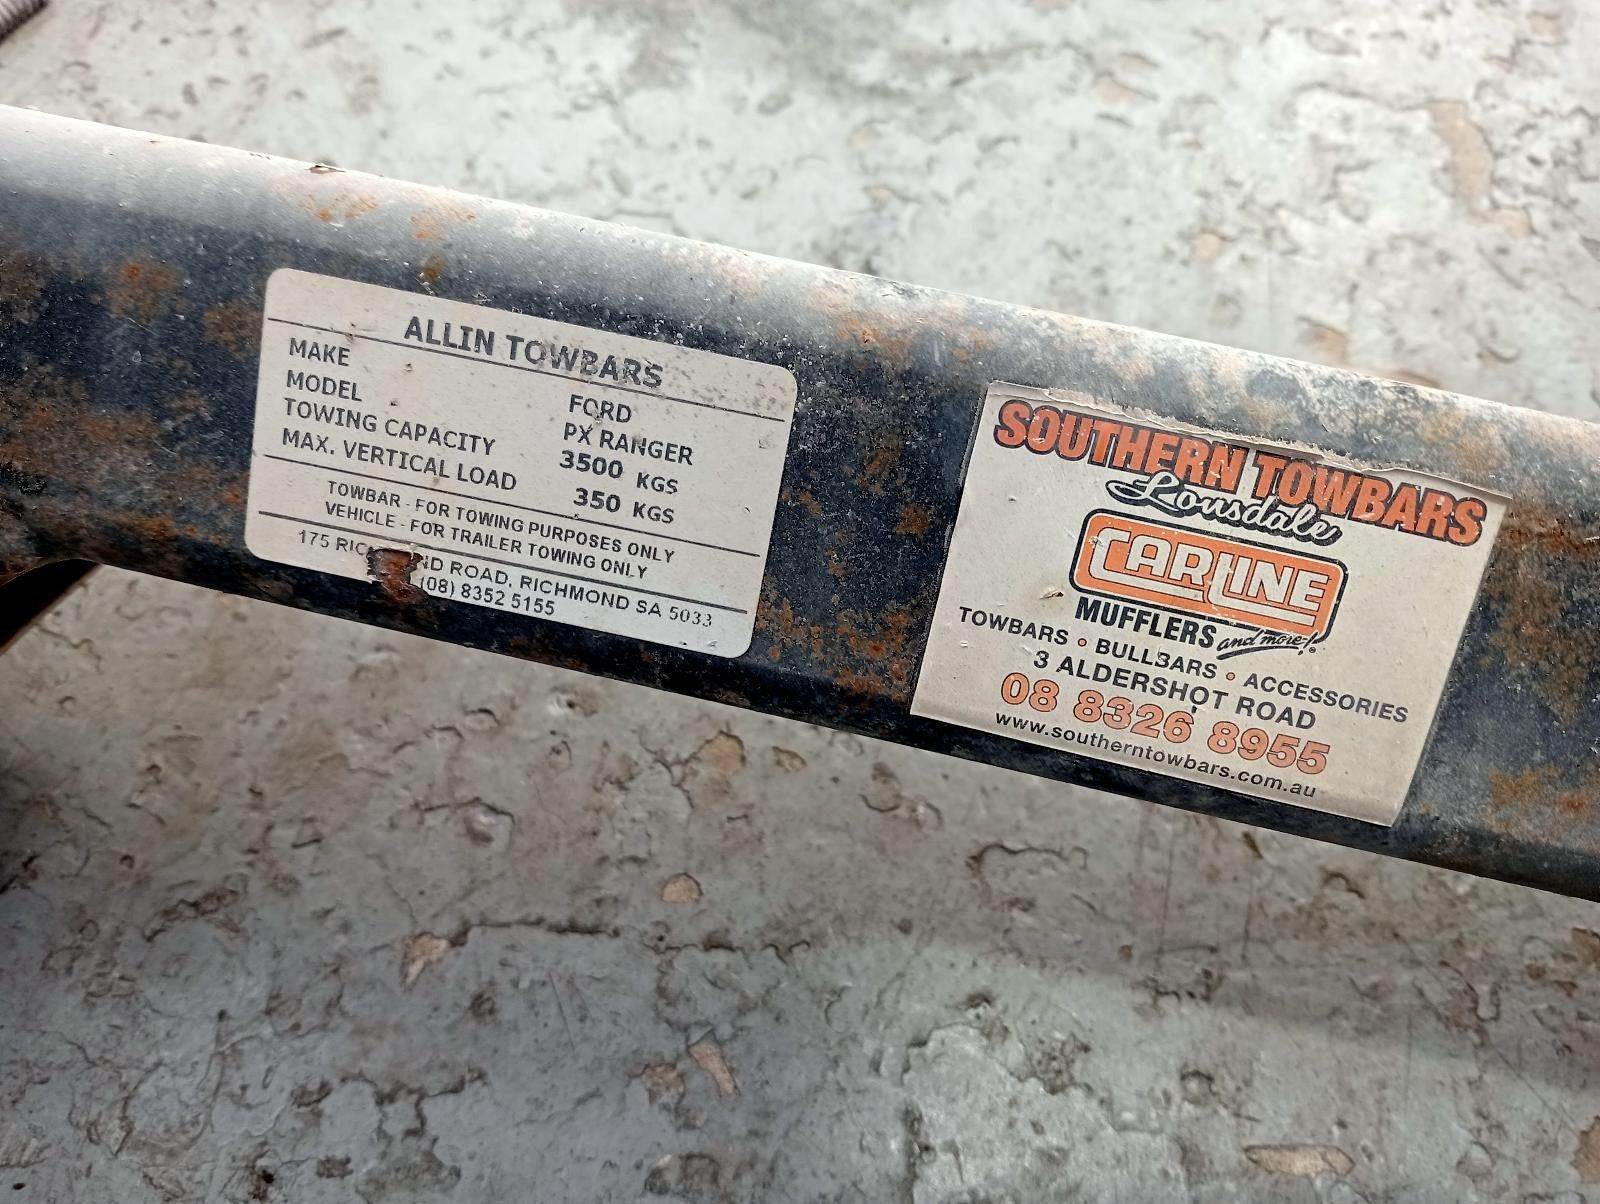 ALLIN TOWBARS
MAKE FORD
MODEL PX RANGER
TOWING CAPACITY 3500 KGS
MAX. VERTICAL LOAD 350 KGS
TOWBAR - FOR TOWING PURPOSES ONLY
VEHICLE - FOR TRAILER TOWING ONLY
175 ROAD, RICHMOND SA 5033
(08) 8352 5155
SOUTHERN TOWBARS
Lonsdale
CARLINE
MUFFLERS and more!®
TOWBARS • BULLBARS • ACCESSORIES
3 ALDERSHOT ROAD
08 8326 8955
www.southerntowbars.com.au